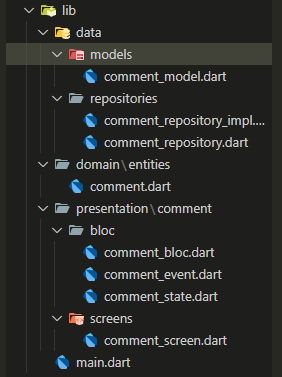 lib
data
models
comment_model.dart
repositories
comment_repository_impl....
comment_repository.dart
domain\entities
comment.dart
presentation\comment
bloc
comment_bloc.dart
comment_event.dart
comment_state.dart
screens
comment_screen.dart
main.dart